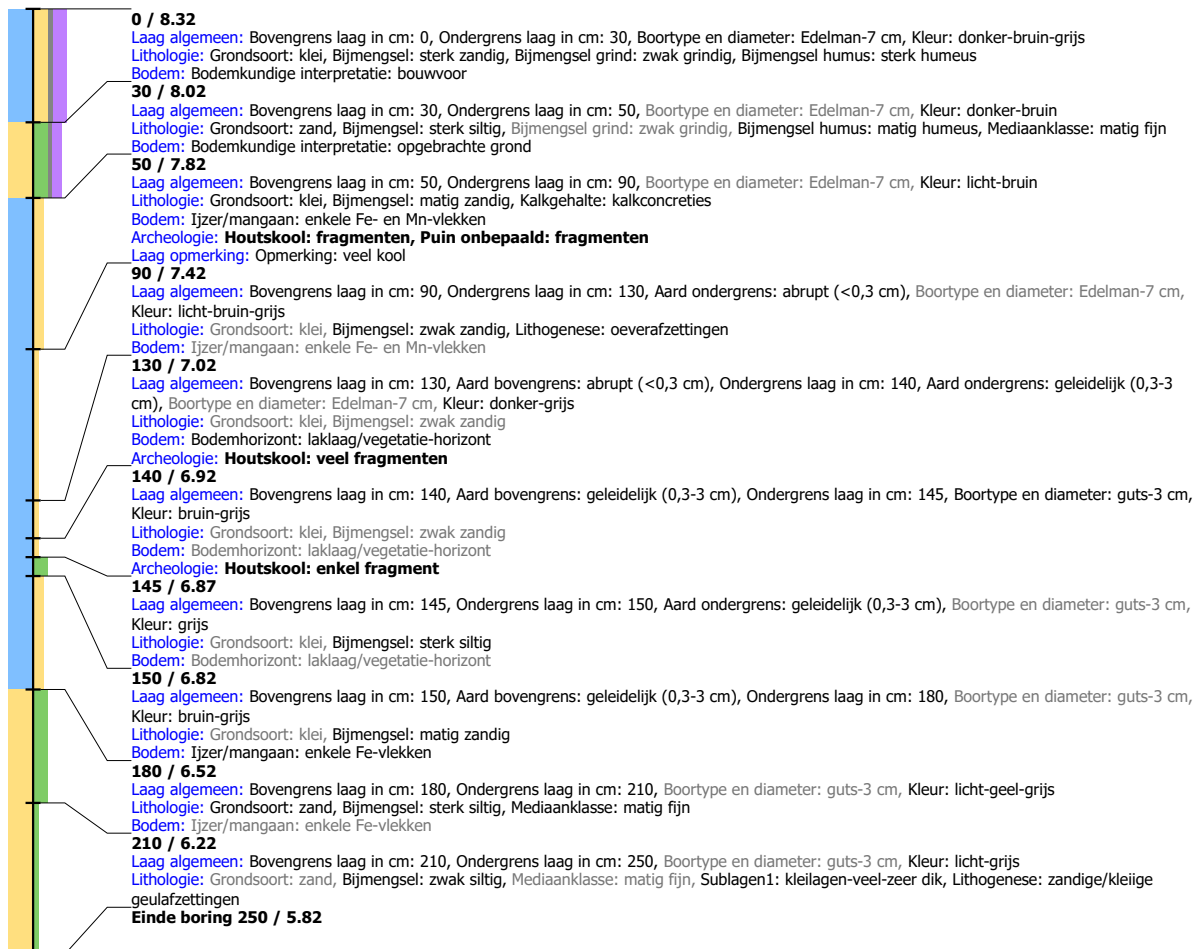 0 / 8.32
Laag algemeen: Bovengrens laag in cm: 0, Ondergrens laag in cm: 30, Boortype en diameter: Edelman-7 cm, Kleur: donker-bruin-grijs
Lithologie: Grondsoort: klei, Bijmengsel: sterk zandig, Bijmengsel grind: zwak grindig, Bijmengsel humus: sterk humeus
Bodem: Bodemkundige interpretatie: bouwvoor
30 / 8.02
Laag algemeen: Bovengrens laag in cm: 30, Ondergrens laag in cm: 50, Boortype en diameter: Edelman-7 cm, Kleur: donker-bruin
Lithologie: Grondsoort: zand, Bijmengsel: sterk siltig, Bijmengsel grind: zwak grindig, Bijmengsel humus: matig humeus, Mediaanklasse: matig fijn
Bodem: Bodemkundige interpretatie: opgebrachte grond
50 / 7.82
Laag algemeen: Bovengrens laag in cm: 50, Ondergrens laag in cm: 90, Boortype en diameter: Edelman-7 cm, Kleur: licht-bruin
Lithologie: Grondsoort: klei, Bijmengsel: matig zandig, Kalkgehalte: kalkconcreties
Bodem: Ijzer/mangaan: enkele Fe- en Mn-vlekken
Archeologie: Houtskool: fragmenten, Puin onbepaald: fragmenten
Laag opmerking: Opmerking: veel kool
90 / 7.42
Laag algemeen: Bovengrens laag in cm: 90, Ondergrens laag in cm: 130, Aard ondergrens: abrupt (<0,3 cm), Boortype en diameter: Edelman-7 cm,
Kleur: licht-bruin-grijs
Lithologie: Grondsoort: klei, Bijmengsel: zwak zandig, Lithogenese: oeverafzettingen
Bodem: Ijzer/mangaan: enkele Fe- en Mn-vlekken
130 / 7.02
Laag algemeen: Bovengrens laag in cm: 130, Aard bovengrens: abrupt (<0,3 cm), Ondergrens laag in cm: 140, Aard ondergrens: geleidelijk (0,3-3
cm), Boortype en diameter: Edelman-7 cm, Kleur: donker-grijs
Lithologie: Grondsoort: klei, Bijmengsel: zwak zandig
Bodem: Bodemhorizont: laklaag/vegetatie-horizont
Archeologie: Houtskool: veel fragmenten
140 / 6.92
Laag algemeen: Bovengrens laag in cm: 140, Aard bovengrens: geleidelijk (0,3-3 cm), Ondergrens laag in cm: 145, Boortype en diameter: guts-3 cm,
Kleur: bruin-grijs
Lithologie: Grondsoort: klei, Bijmengsel: zwak zandig
Bodem: Bodemhorizont: laklaag/vegetatie-horizont
Archeologie: Houtskool: enkel fragment
145 / 6.87
Laag algemeen: Bovengrens laag in cm: 145, Ondergrens laag in cm: 150, Aard ondergrens: geleidelijk (0,3-3 cm), Boortype en diameter: guts-3 cm,
Kleur: grijs
Lithologie: Grondsoort: klei, Bijmengsel: sterk siltig
Bodem: Bodemhorizont: laklaag/vegetatie-horizont
150 / 6.82
Laag algemeen: Bovengrens laag in cm: 150, Aard bovengrens: geleidelijk (0,3-3 cm), Ondergrens laag in cm: 180, Boortype en diameter: guts-3 cm,
Kleur: bruin-grijs
Lithologie: Grondsoort: klei, Bijmengsel: matig zandig
Bodem: Ijzer/mangaan: enkele Fe-vlekken
180 / 6.52
Laag algemeen: Bovengrens laag in cm: 180, Ondergrens laag in cm: 210, Boortype en diameter: guts-3 cm, Kleur: licht-geel-grijs
Lithologie: Grondsoort: zand, Bijmengsel: sterk siltig, Mediaanklasse: matig fijn
Bodem: Ijzer/mangaan: enkele Fe-vlekken
210 / 6.22
Laag algemeen: Bovengrens laag in cm: 210, Ondergrens laag in cm: 250, Boortype en diameter: guts-3 cm, Kleur: licht-grijs
Lithologie: Grondsoort: zand, Bijmengsel: zwak siltig, Mediaanklasse: matig fijn, Sublagen1: kleilagen-veel-zeer dik, Lithogenese: zandige/kleiige
geulafzettingen
Einde boring 250 / 5.82